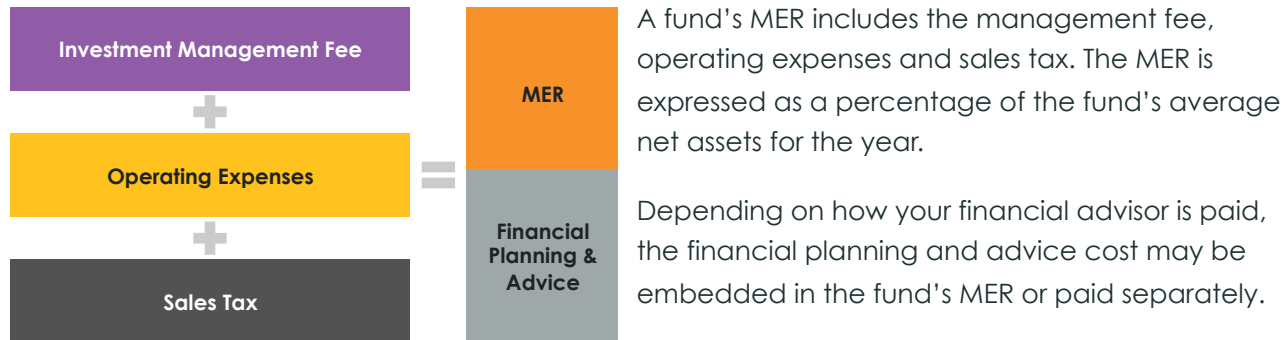 Investment Management Fee
Operating Expenses
Sales Tax
MER
Financial
Planning &
Advice
A fund’s MER includes the management fee,
operating expenses and sales tax. The MER is
expressed as a percentage of the fund’s average
net assets for the year.
Depending on how your financial advisor is paid,
the financial planning and advice cost may be
embedded in the fund’s MER or paid separately.